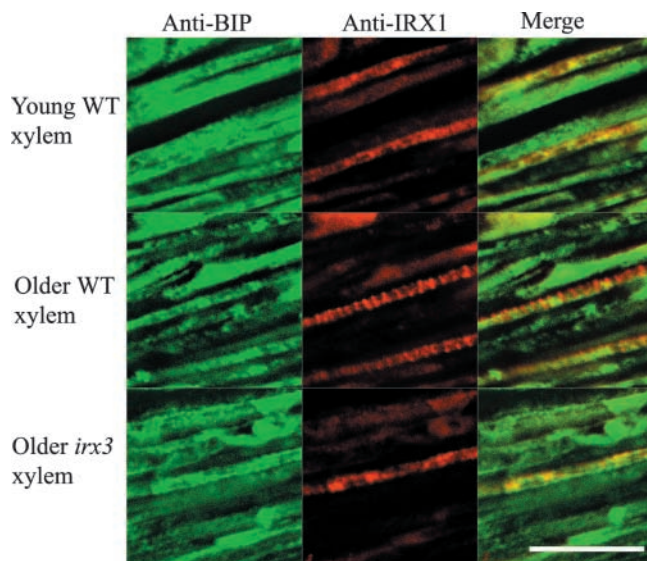 Anti-BIP Anti-IRX1 Merge
Young WT
xylem
Older WT
xylem
Older irx3
xylem